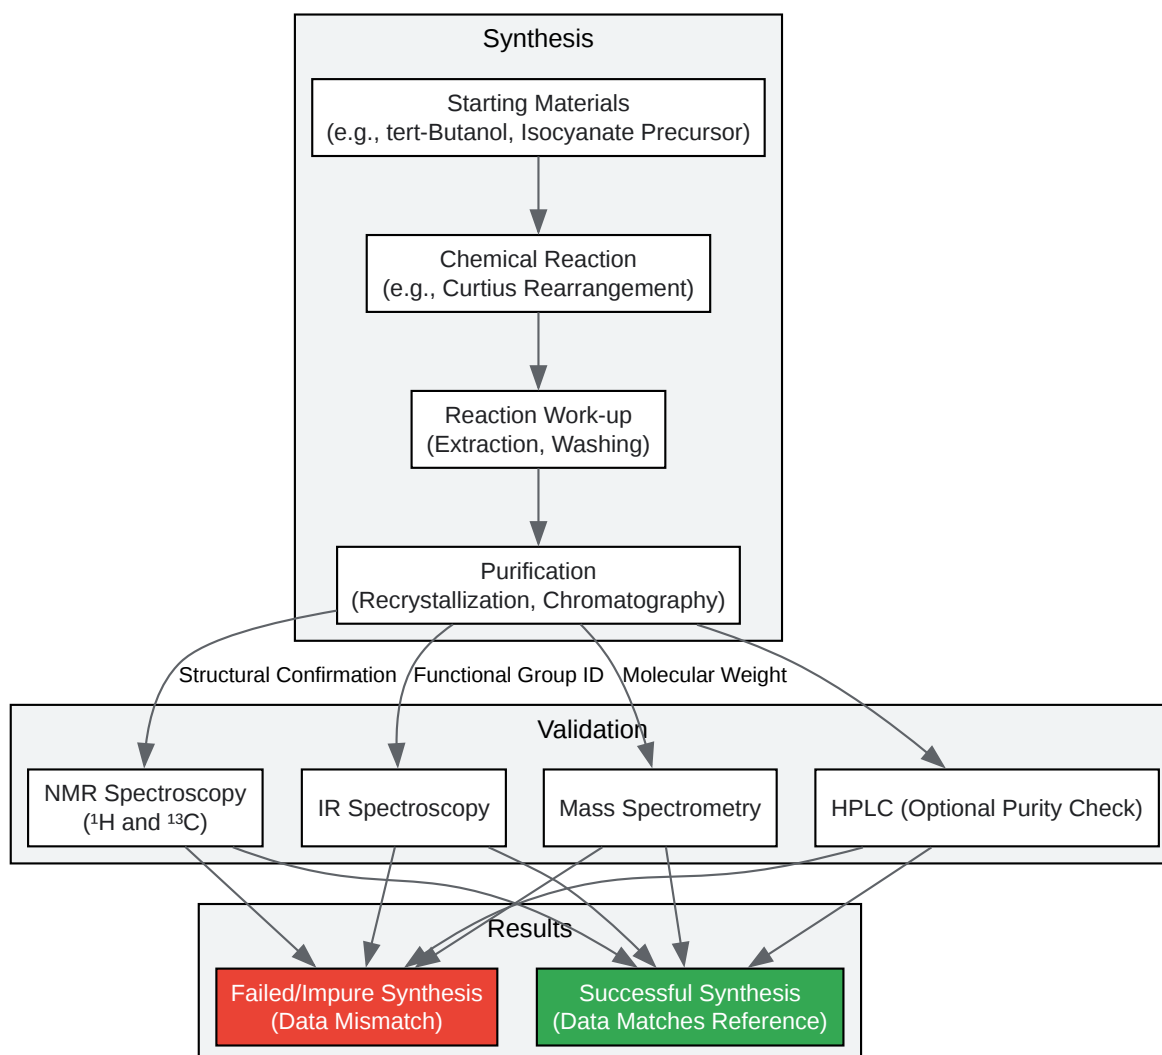 Synthesis
Starting Materials
(e.g., tert-Butanol, Isocyanate Precursor)
Chemical Reaction
(e.g., Curtius Rearrangement)
Reaction Work-up
(Extraction, Washing)
Purification
(Recrystallization, Chromatography)
Structural Confirmation
Functional Group ID
Molecular Weight
Validation
NMR Spectroscopy
(¹H and ¹³C)
IR Spectroscopy
Mass Spectrometry
HPLC (Optional Purity Check)
Results
Failed/Impure Synthesis
(Data Mismatch)
Successful Synthesis
(Data Matches Reference)